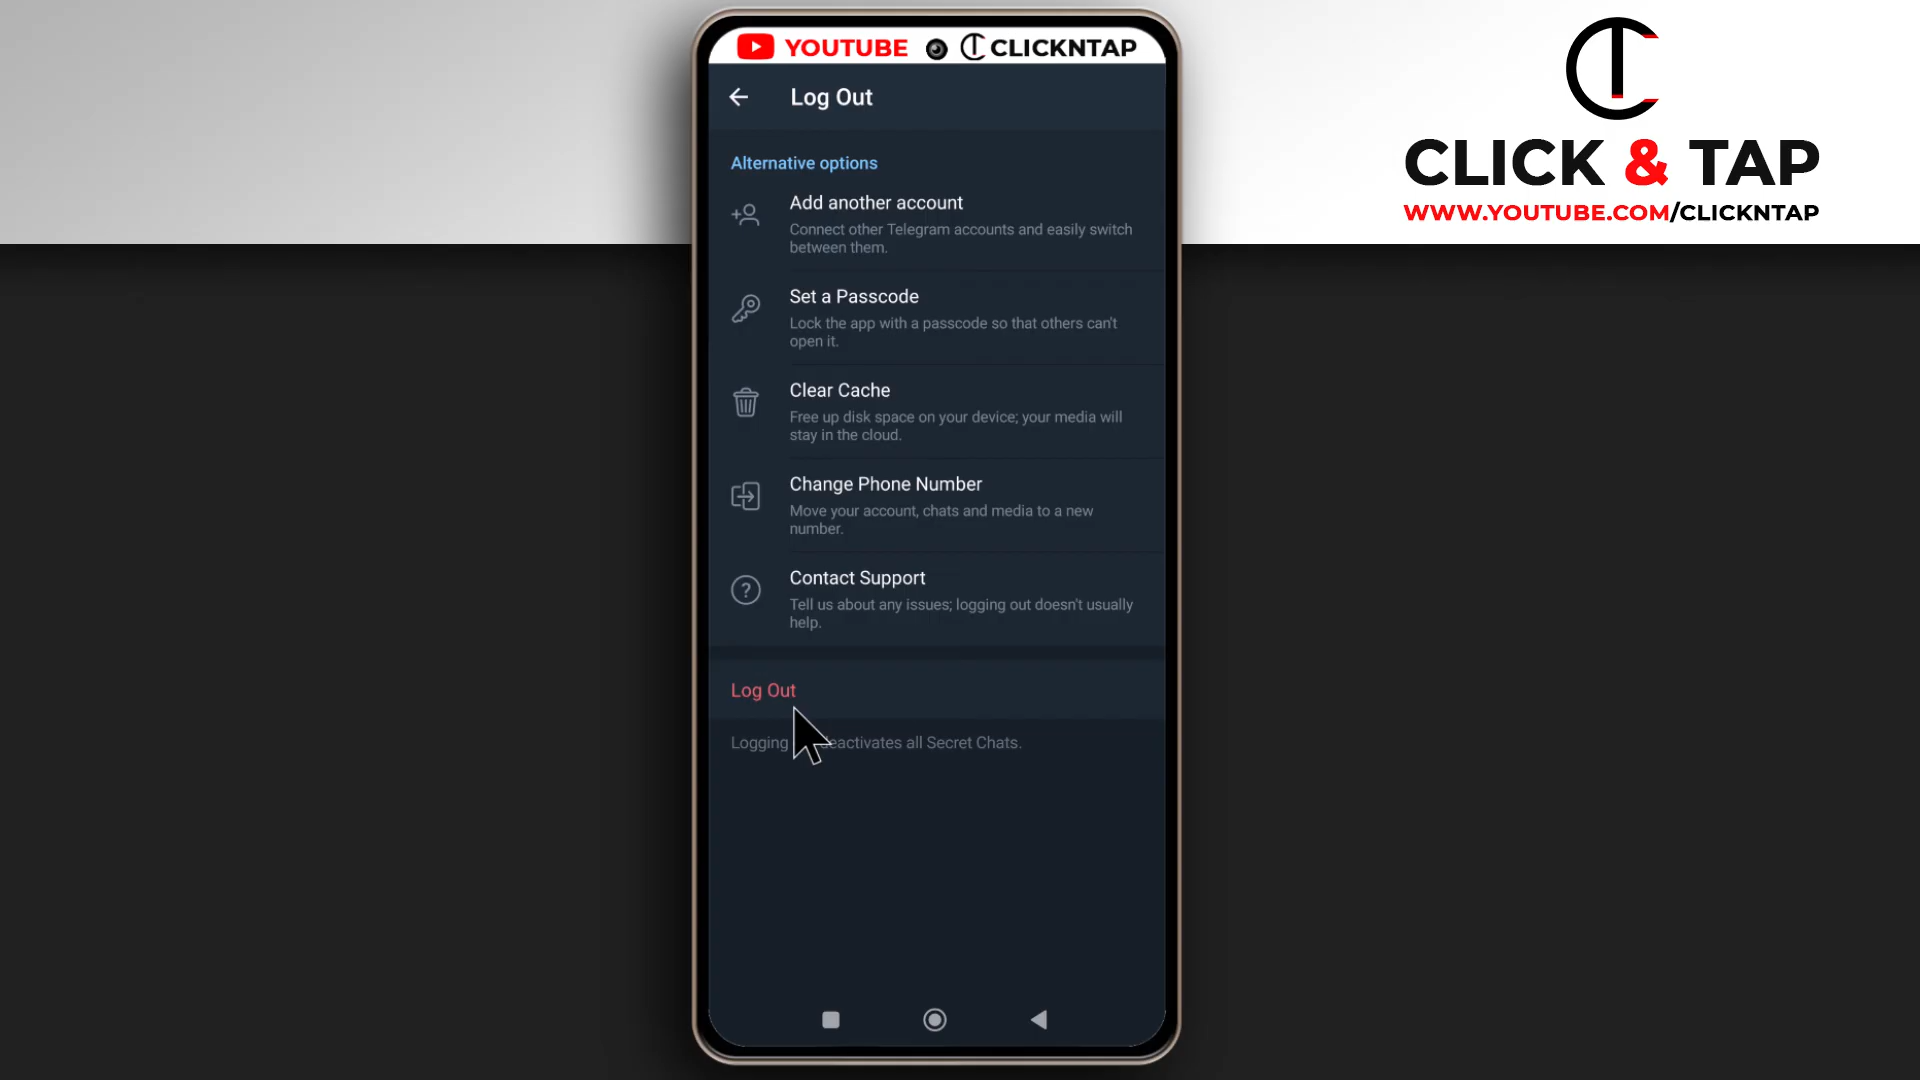 YOUTUBE CLICKNTAP
CLICK & TAP
WWW.YOUTUBE.COM/CLICKNTAP
Log Out
Alternative options
Add another account
Connect other Telegram accounts and easily switch
between them.
Set a Passcode
Lock the app with a passcode so that others can't
open it.
Clear Cache
Free up disk space on your device; your media will
stay in the cloud.
Change Phone Number
Move your account, chats and media to a new
number.
Contact Support
Tell us about any issues; logging out doesn't usually
help.
Log Out
Logging deactivates all Secret Chats.